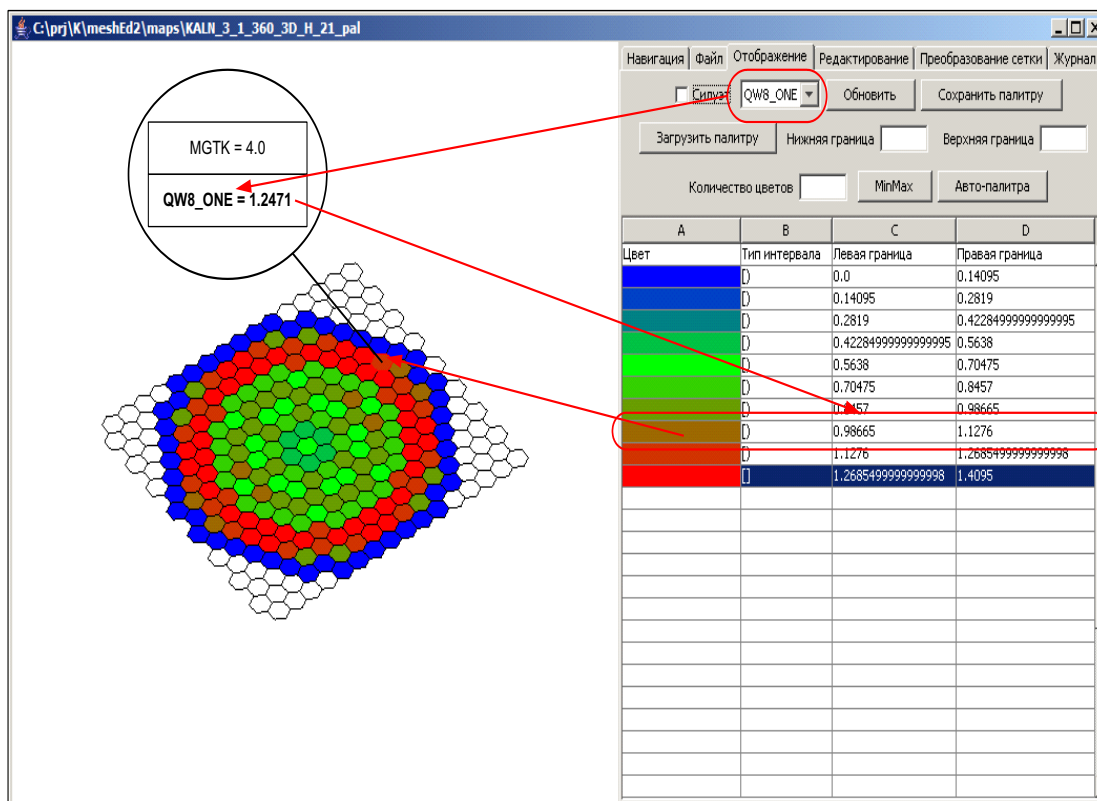 C:\prj\K\meshEd2\maps\KALN_3_1_360_3D_H_21_pal
Навигация Файл Отображение Редактирование Преобразование сетки Журнал
Силуэт QW8_ONE Обновить Сохранить палитру
Загрузить палитру Нижняя граница Верхняя граница
Количество цветов MinMax Авто-палитра
MGTK = 4.0
QW8_ONE = 1.2471
A B C D
Цвет Тип интервала Левая граница Правая граница
[) 0.0 0.14095
[) 0.14095 0.2819
[) 0.2819 0.42284999999999995
[) 0.42284999999999995 0.5638
[) 0.5638 0.70475
[) 0.70475 0.8457
[) 0.8457 0.98665
[) 0.98665 1.1276
[) 1.1276 1.2685499999999998
[] 1.2685499999999998 1.4095